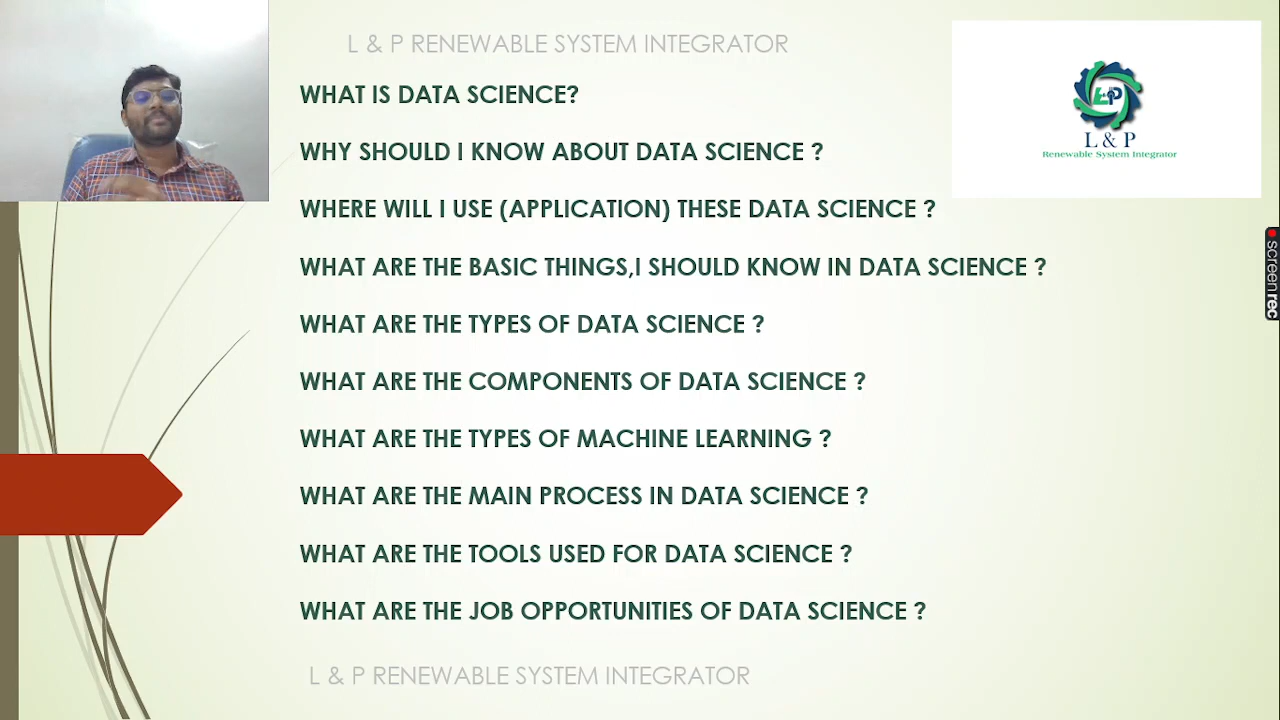 L & P RENEWABLE SYSTEM INTEGRATOR
WHAT IS DATA SCIENCE?
WHY SHOULD I KNOW ABOUT DATA SCIENCE ?
WHERE WILL I USE (APPLICATION) THESE DATA SCIENCE ?
WHAT ARE THE BASIC THINGS,I SHOULD KNOW IN DATA SCIENCE ?
WHAT ARE THE TYPES OF DATA SCIENCE ?
WHAT ARE THE COMPONENTS OF DATA SCIENCE ?
WHAT ARE THE TYPES OF MACHINE LEARNING ?
WHAT ARE THE MAIN PROCESS IN DATA SCIENCE ?
WHAT ARE THE TOOLS USED FOR DATA SCIENCE ?
WHAT ARE THE JOB OPPORTUNITIES OF DATA SCIENCE ?
L & P RENEWABLE SYSTEM INTEGRATOR
L&P
L & P
Renewable System Integrator
screenrec